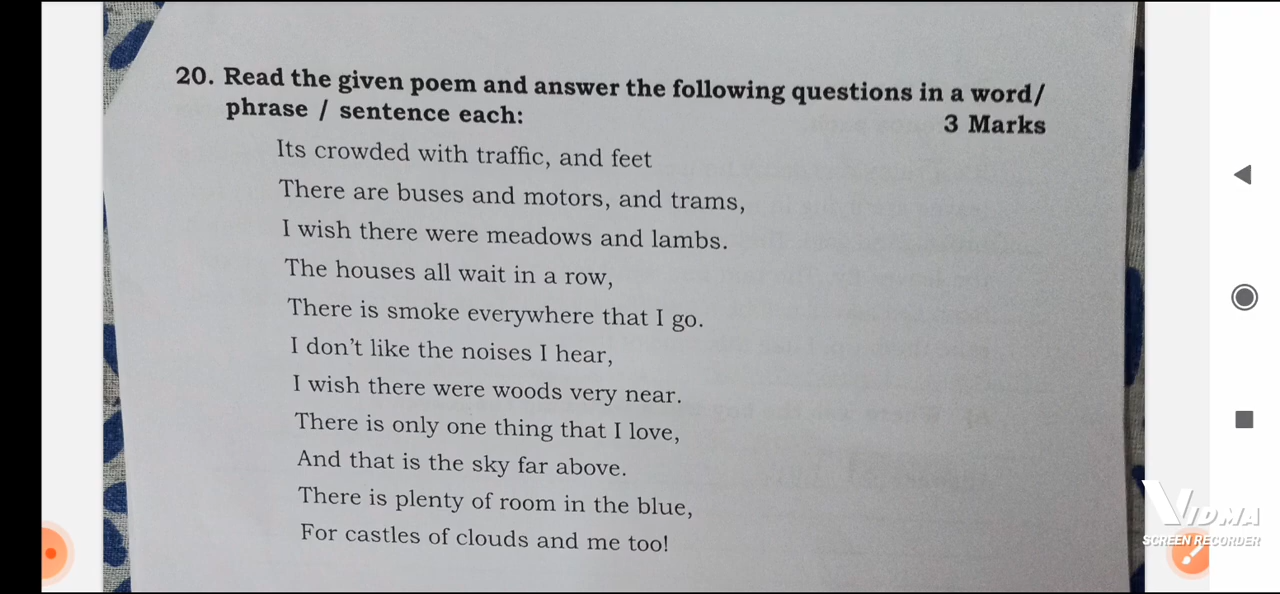 20. Read the given poem and answer the following questions in a word/
phrase / sentence each:
3 Marks
Its crowded with traffic, and feet
There are buses and motors, and trams,
I wish there were meadows and lambs.
The houses all wait in a row,
There is smoke everywhere that I go.
I don't like the noises I hear,
I wish there were woods very near.
There is only one thing that I love,
And that is the sky far above.
There is plenty of room in the blue,
For castles of clouds and me too!
VIDMA
SCREEN RECORDER